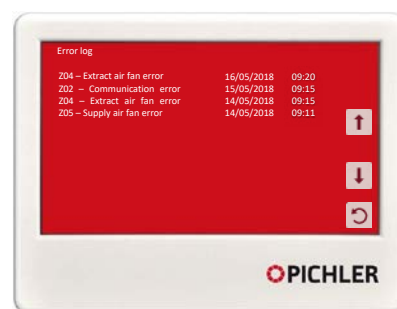 Error log
Z04 – Extract air fan error 16/05/2018 09:20
Z02 – Communication error 15/05/2018 09:15
Z04 – Extract air fan error 14/05/2018 09:15
Z05 – Supply air fan error 14/05/2018 09:11
PICHLER